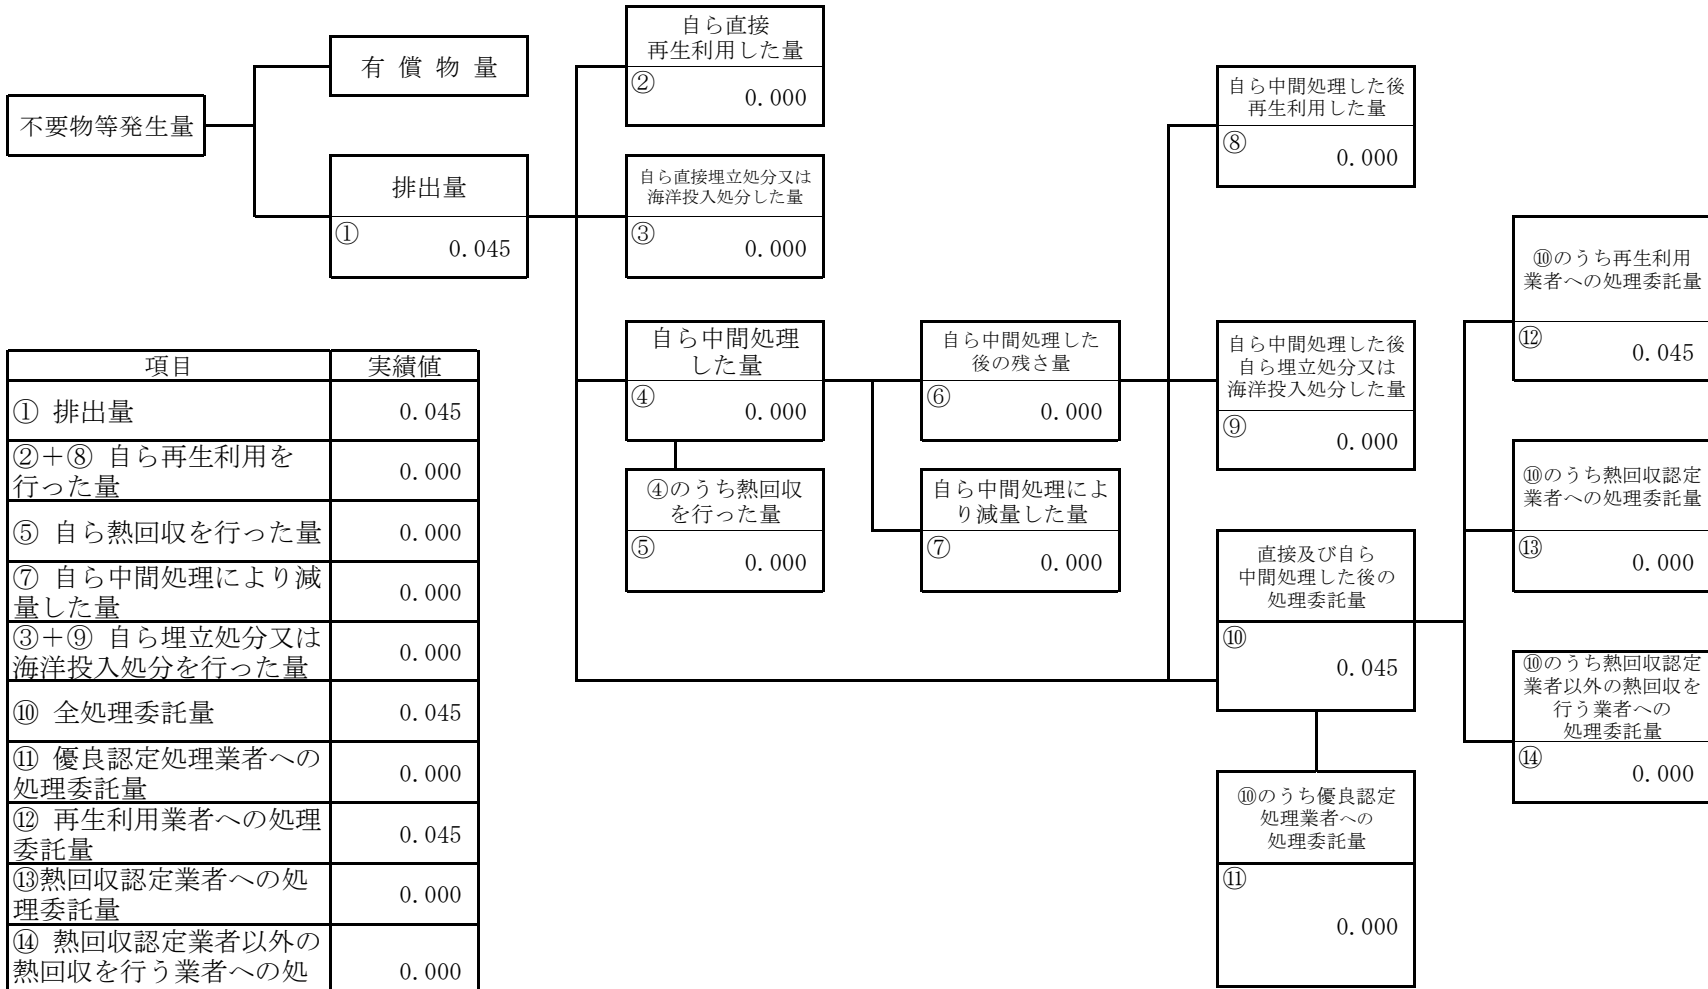 不要物等発生量
有 償 物 量
排出量
①
0.045
自ら直接
再生利用した量
②
0.000
自ら直接埋立処分又は
海洋投入処分した量
③
0.000
自ら中間処理
した量
④
0.000
④のうち熱回収
を行った量
⑤
0.000
自ら中間処理した
後の残さ量
⑥
0.000
自ら中間処理によ
り減量した量
⑦
0.000
自ら中間処理した後
再生利用した量
⑧
0.000
自ら中間処理した後
自ら埋立処分又は
海洋投入処分した量
⑨
0.000
直接及び自ら
中間処理した後の
処理委託量
⑩
0.045
⑩のうち優良認定
処理業者への
処理委託量
⑪
0.000
⑩のうち再生利用
業者への処理委託量
⑫
0.045
⑩のうち熱回収認定
業者への処理委託量
⑬
0.000
⑩のうち熱回収認定
業者以外の熱回収を
行う業者への
処理委託量
⑭
0.000
項目 実績値
① 排出量 0.045
②+⑧ 自ら再生利用を
行った量 0.000
⑤ 自ら熱回収を行った量 0.000
⑦ 自ら中間処理により減
量した量 0.000
③+⑨ 自ら埋立処分又は
海洋投入処分を行った量 0.000
⑩ 全処理委託量 0.045
⑪ 優良認定処理業者への
処理委託量 0.000
⑫ 再生利用業者への処理
委託量 0.045
⑬熱回収認定業者への処
理委託量 0.000
⑭ 熱回収認定業者以外の
熱回収を行う業者への処 0.000